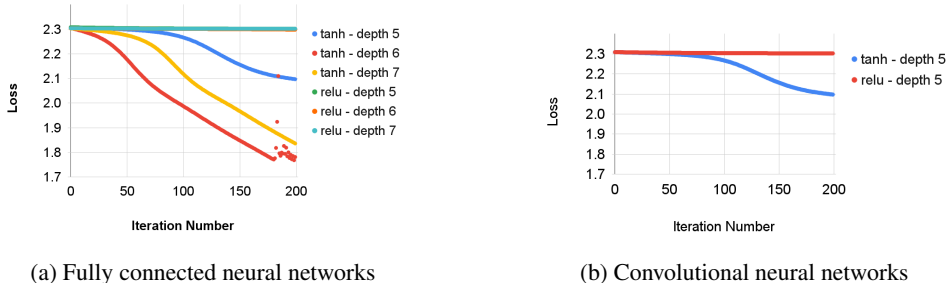 2.3
2.2
2.1
2.0
1.9
1.8
1.7
Loss
0 50 100 150 200
Iteration Number
tanh - depth 5
tanh - depth 6
tanh - depth 7
relu - depth 5
relu - depth 6
relu - depth 7
(a) Fully connected neural networks
2.3
2.2
2.1
2.0
1.9
1.8
1.7
Loss
0 50 100 150 200
Iteration Number
tanh - depth 5
relu - depth 5
(b) Convolutional neural networks